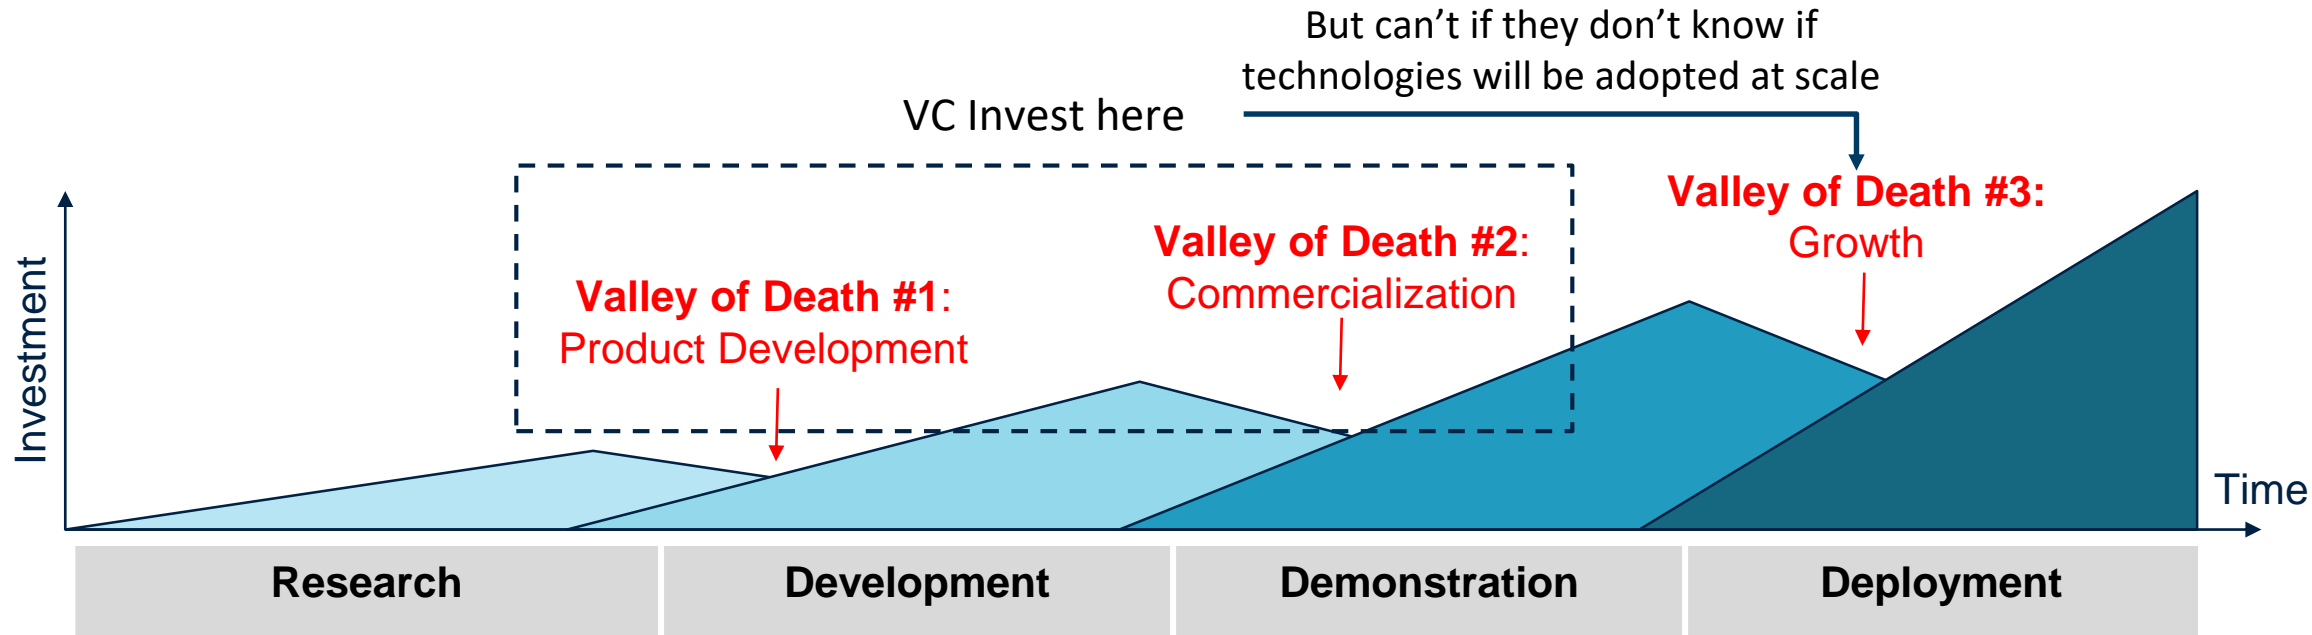 But can’t if they don’t know if
technologies will be adopted at scale
VC Invest here
Valley of Death #3:
Growth
Valley of Death #2:
Commercialization
Valley of Death #1:
Product Development
Investment
Time
Research
Development
Demonstration
Deployment